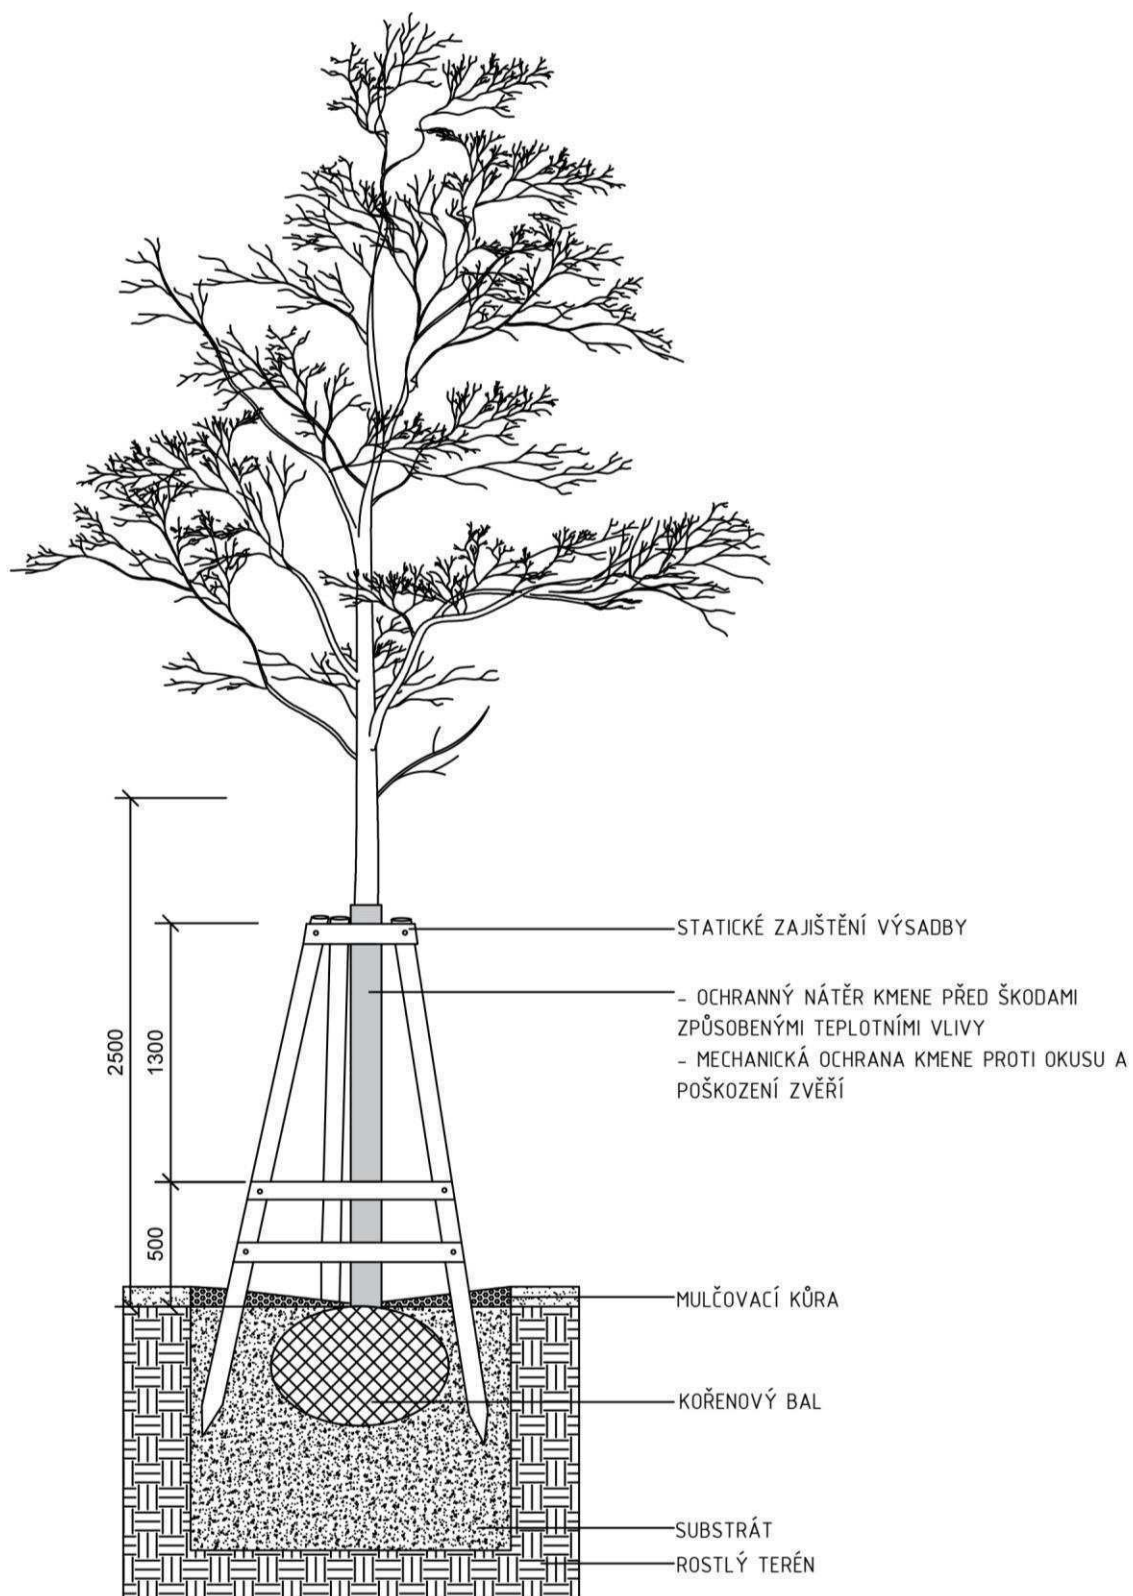 STATICKÉ ZAJIŠTĚNÍ VÝSADBY
- OCHRANNÝ NÁTĚR KMENE PŘED ŠKODAMI
ZPŮSOBENÝMI TEPLOTNÍMI VLIVY
- MECHANICKÁ OCHRANA KMENE PROTI OKUSU A
POŠKOZENÍ ZVĚŘÍ
2500
1300
500
MULČOVACÍ KŮRA
KOŘENOVÝ BAL
SUBSTRÁT
ROSTLÝ TERÉN